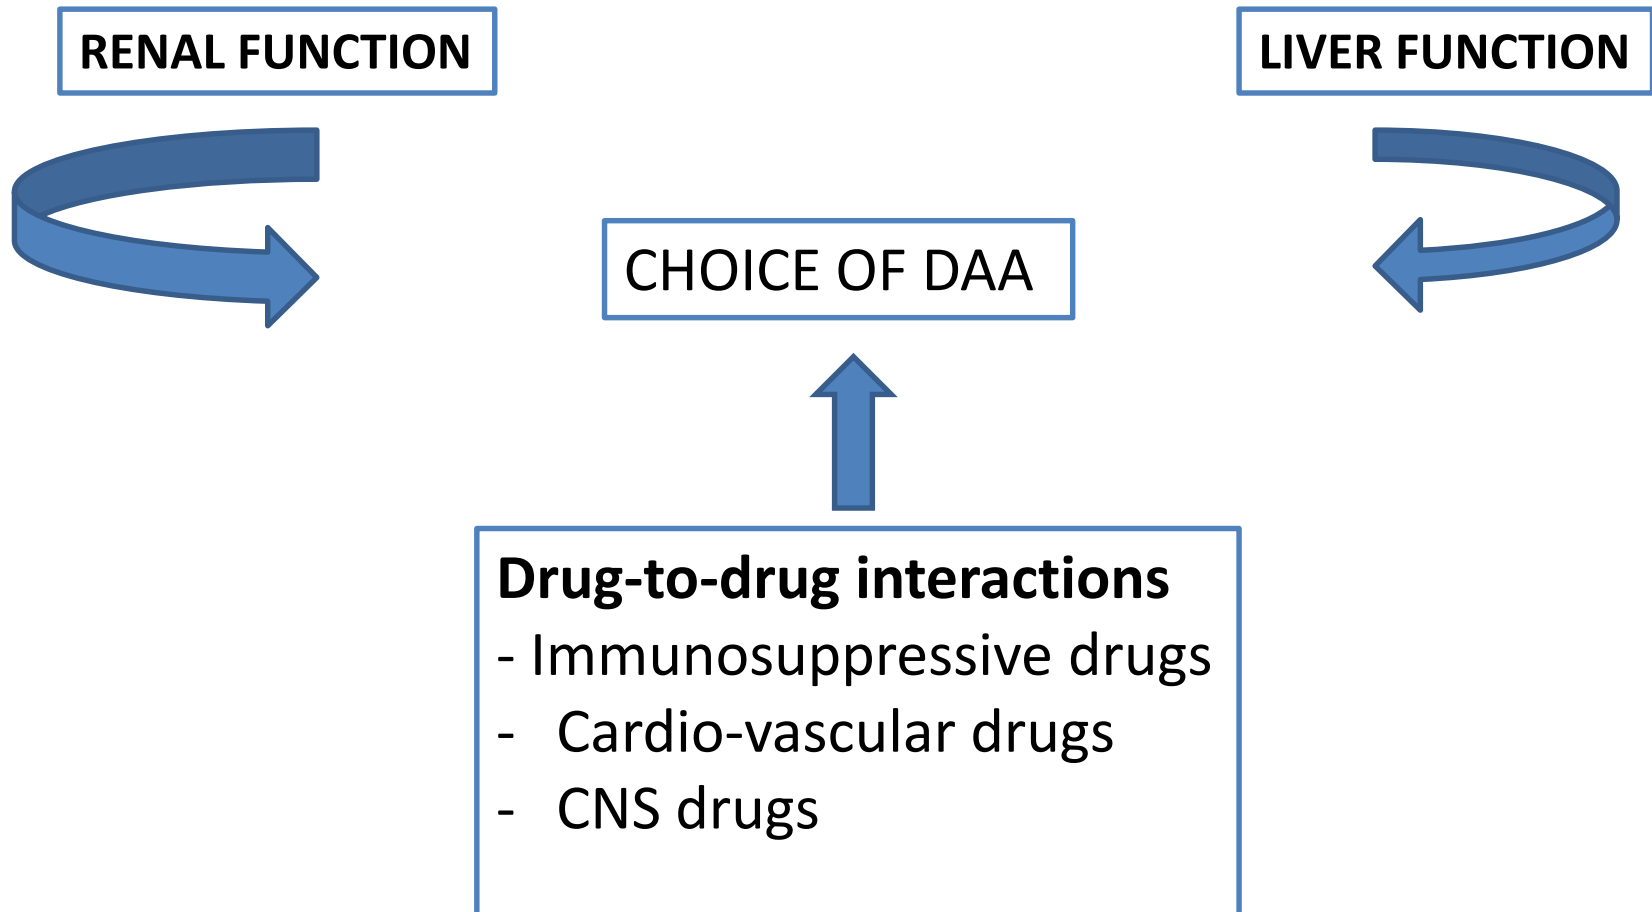 RENAL FUNCTION
LIVER FUNCTION
CHOICE OF DAA
Drug-to-drug interactions
- Immunosuppressive drugs
- Cardio-vascular drugs
- CNS drugs